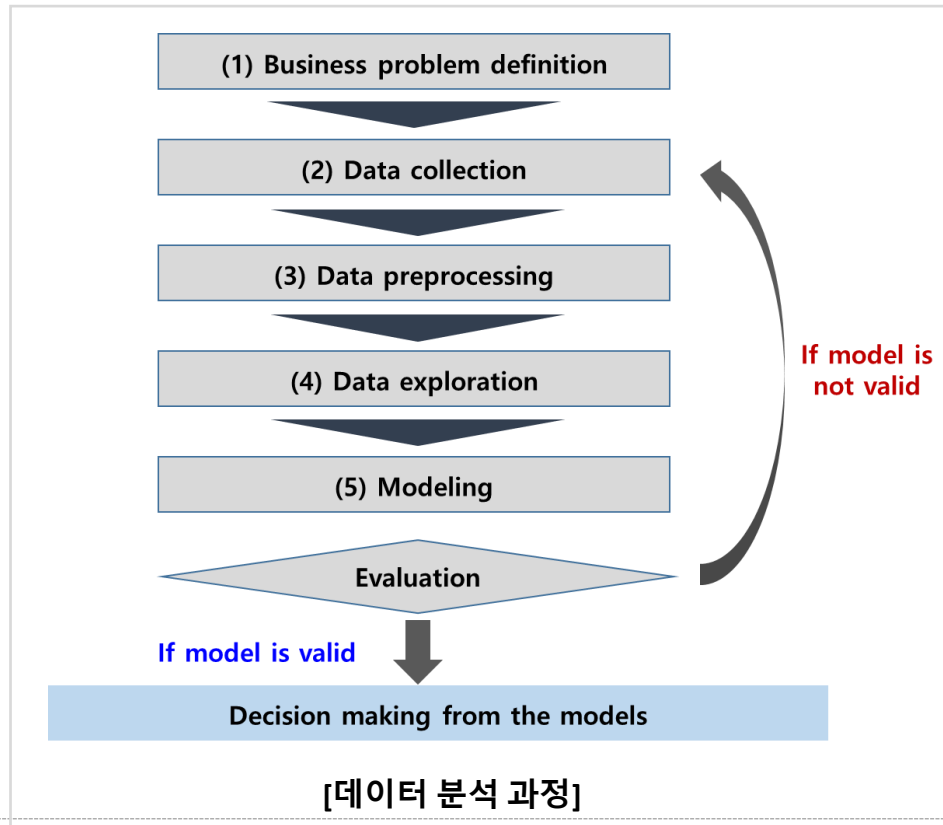 (1) Business problem definition
(2) Data collection
(3) Data preprocessing
(4) Data exploration
(5) Modeling
Evaluation
If model is
not valid
If model is valid
Decision making from the models
[데이터 분석 과정]